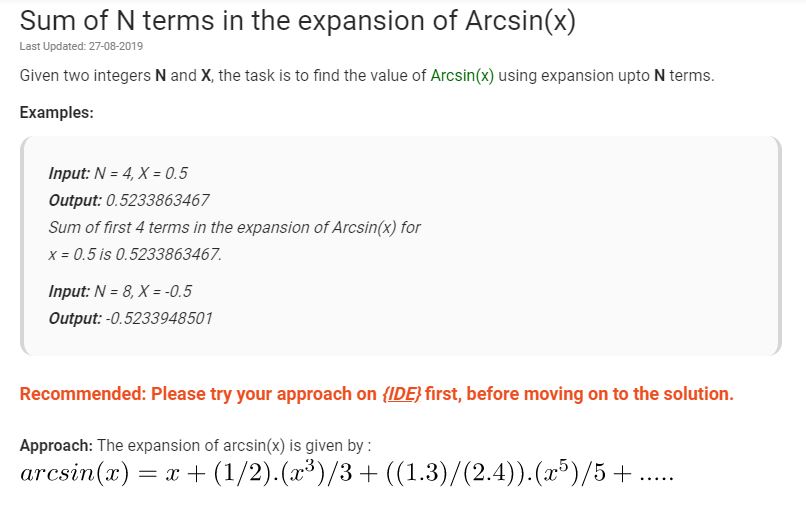 Sum of N terms in the expansion of Arcsin(x)
Last Updated: 27-08-2019
Given two integers N and X, the task is to find the value of Arcsin(x) using expansion upto N terms.
Examples:
Input: N = 4, X = 0.5
Output: 0.5233863467
Sum of first 4 terms in the expansion of Arcsin(x) for
x = 0.5 is 0.5233863467.
Input: N = 8, X = -0.5
Output: -0.5233948501
Recommended: Please try your approach on {IDE} first, before moving on to the solution.
Approach: The expansion of arcsin(x) is given by :
arcsin(x) = x + (1/2).(x³)/3 + ((1.3)/(2.4)).(x⁵)/5 + .....